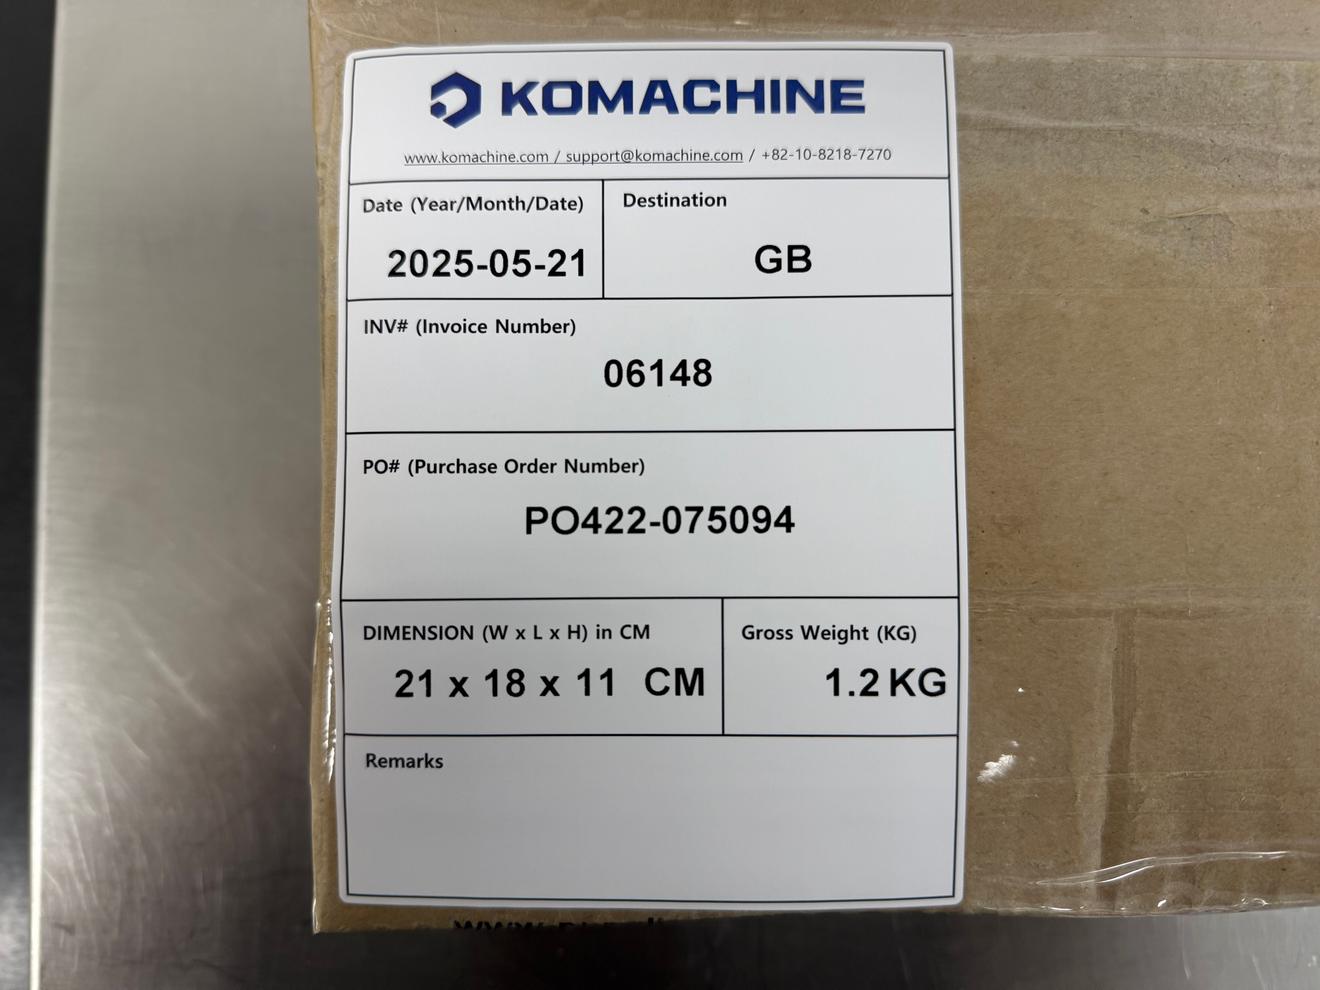 KOMACHINE
www.komachine.com / support@komachine.com / +82-10-8218-7270
Date (Year/Month/Date)
2025-05-21
Destination
GB
INV# (Invoice Number)
06148
PO# (Purchase Order Number)
PO422-075094
DIMENSION (W x L x H) in CM
21 x 18 x 11 CM
Gross Weight (KG)
1.2 KG
Remarks